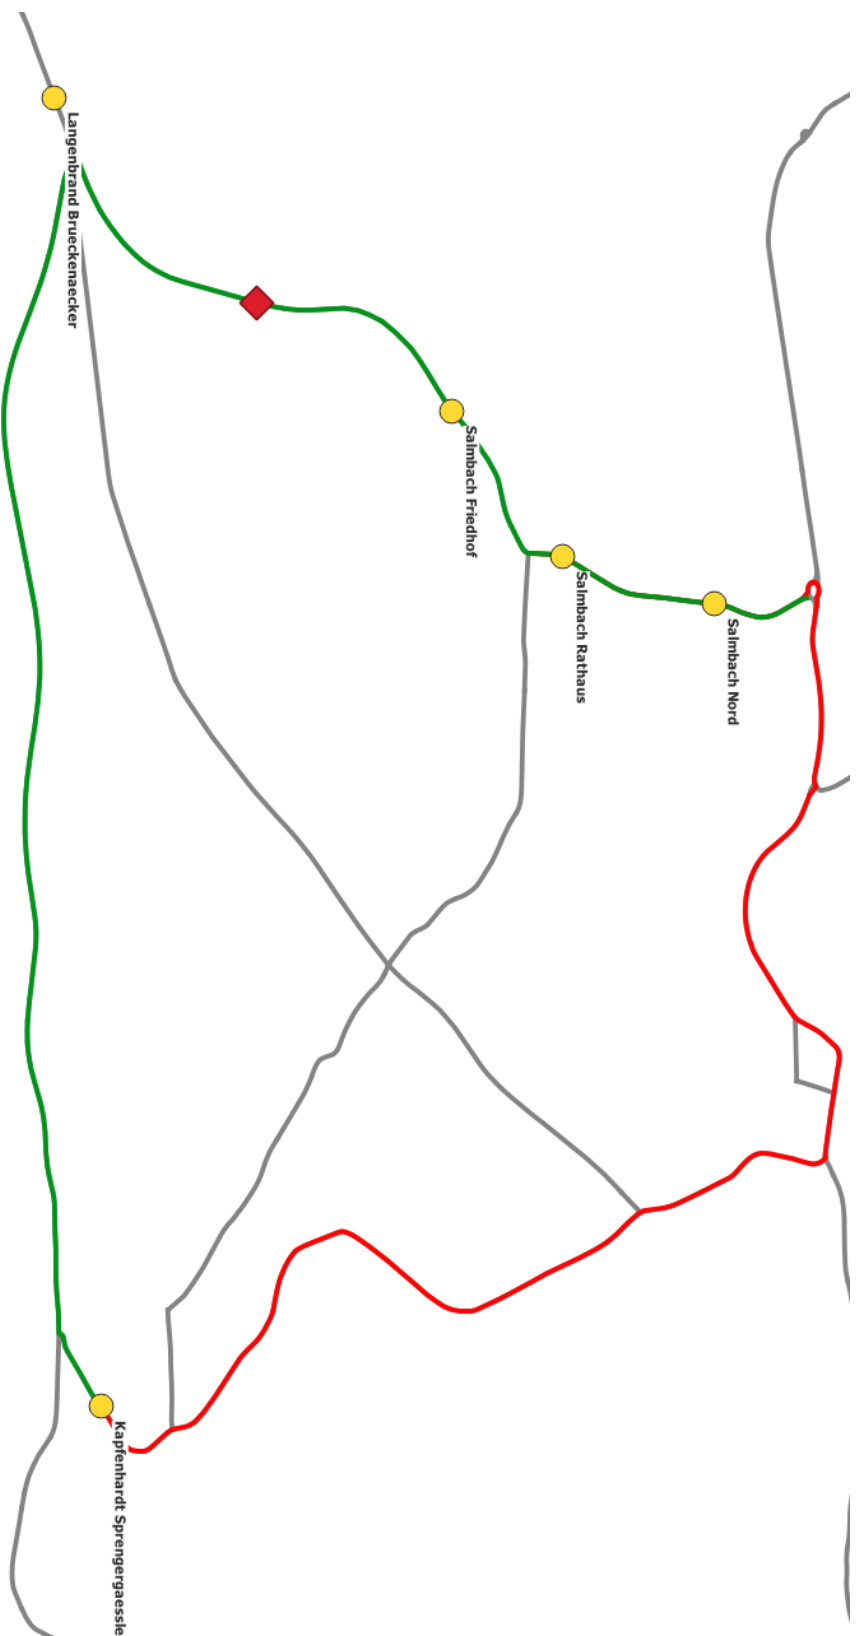 Langenbrand Brueckenaecker
Salmbach Friedhof
Salmbach Rathaus
Salmbach Nord
Kapfenhardt Sprengergaessle